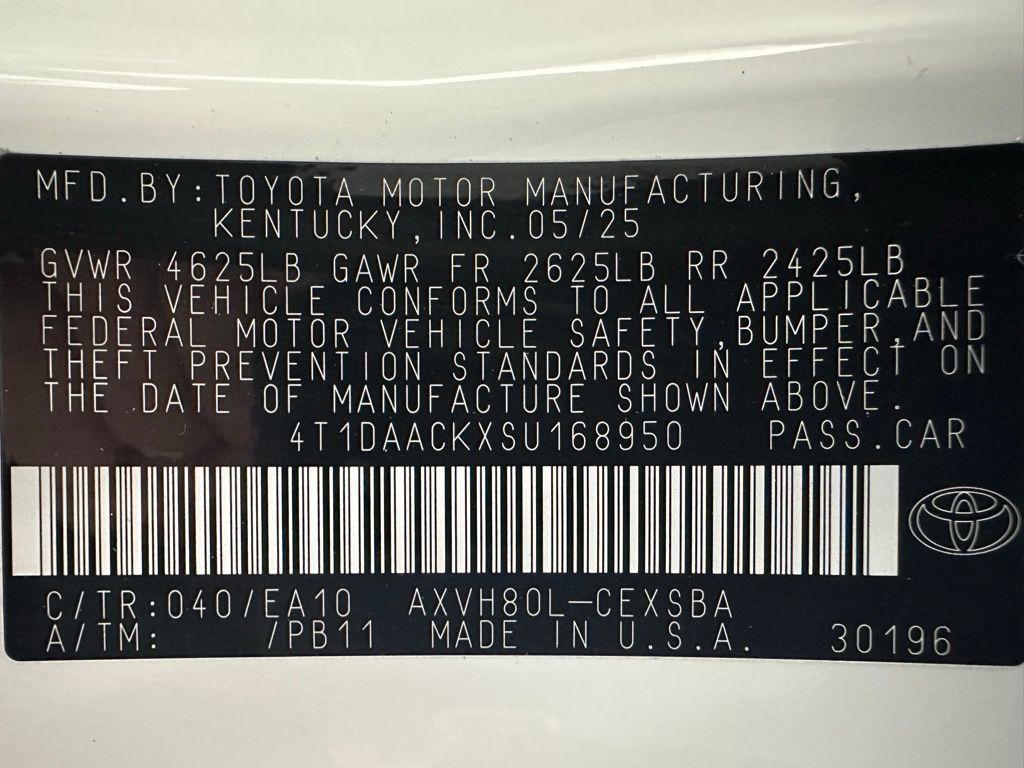 MFD.BY:TOYOTA MOTOR MANUFACTURING,
KENTUCKY,INC.05/25
GVWR 4625LB GAWR FR 2625LB RR 2425LB
THIS VEHICLE CONFORMS TO ALL APPLICABLE
FEDERAL MOTOR VEHICLE SAFETY,BUMPER,AND
THEFT PREVENTION STANDARDS IN EFFECT ON
THE DATE OF MANUFACTURE SHOWN ABOVE.
4T1DAACKXSU168950 PASS.CAR
C/TR:040/EA10 AXVH80L-CEXSBA
A/TM: /PB11 MADE IN U.S.A. 30196